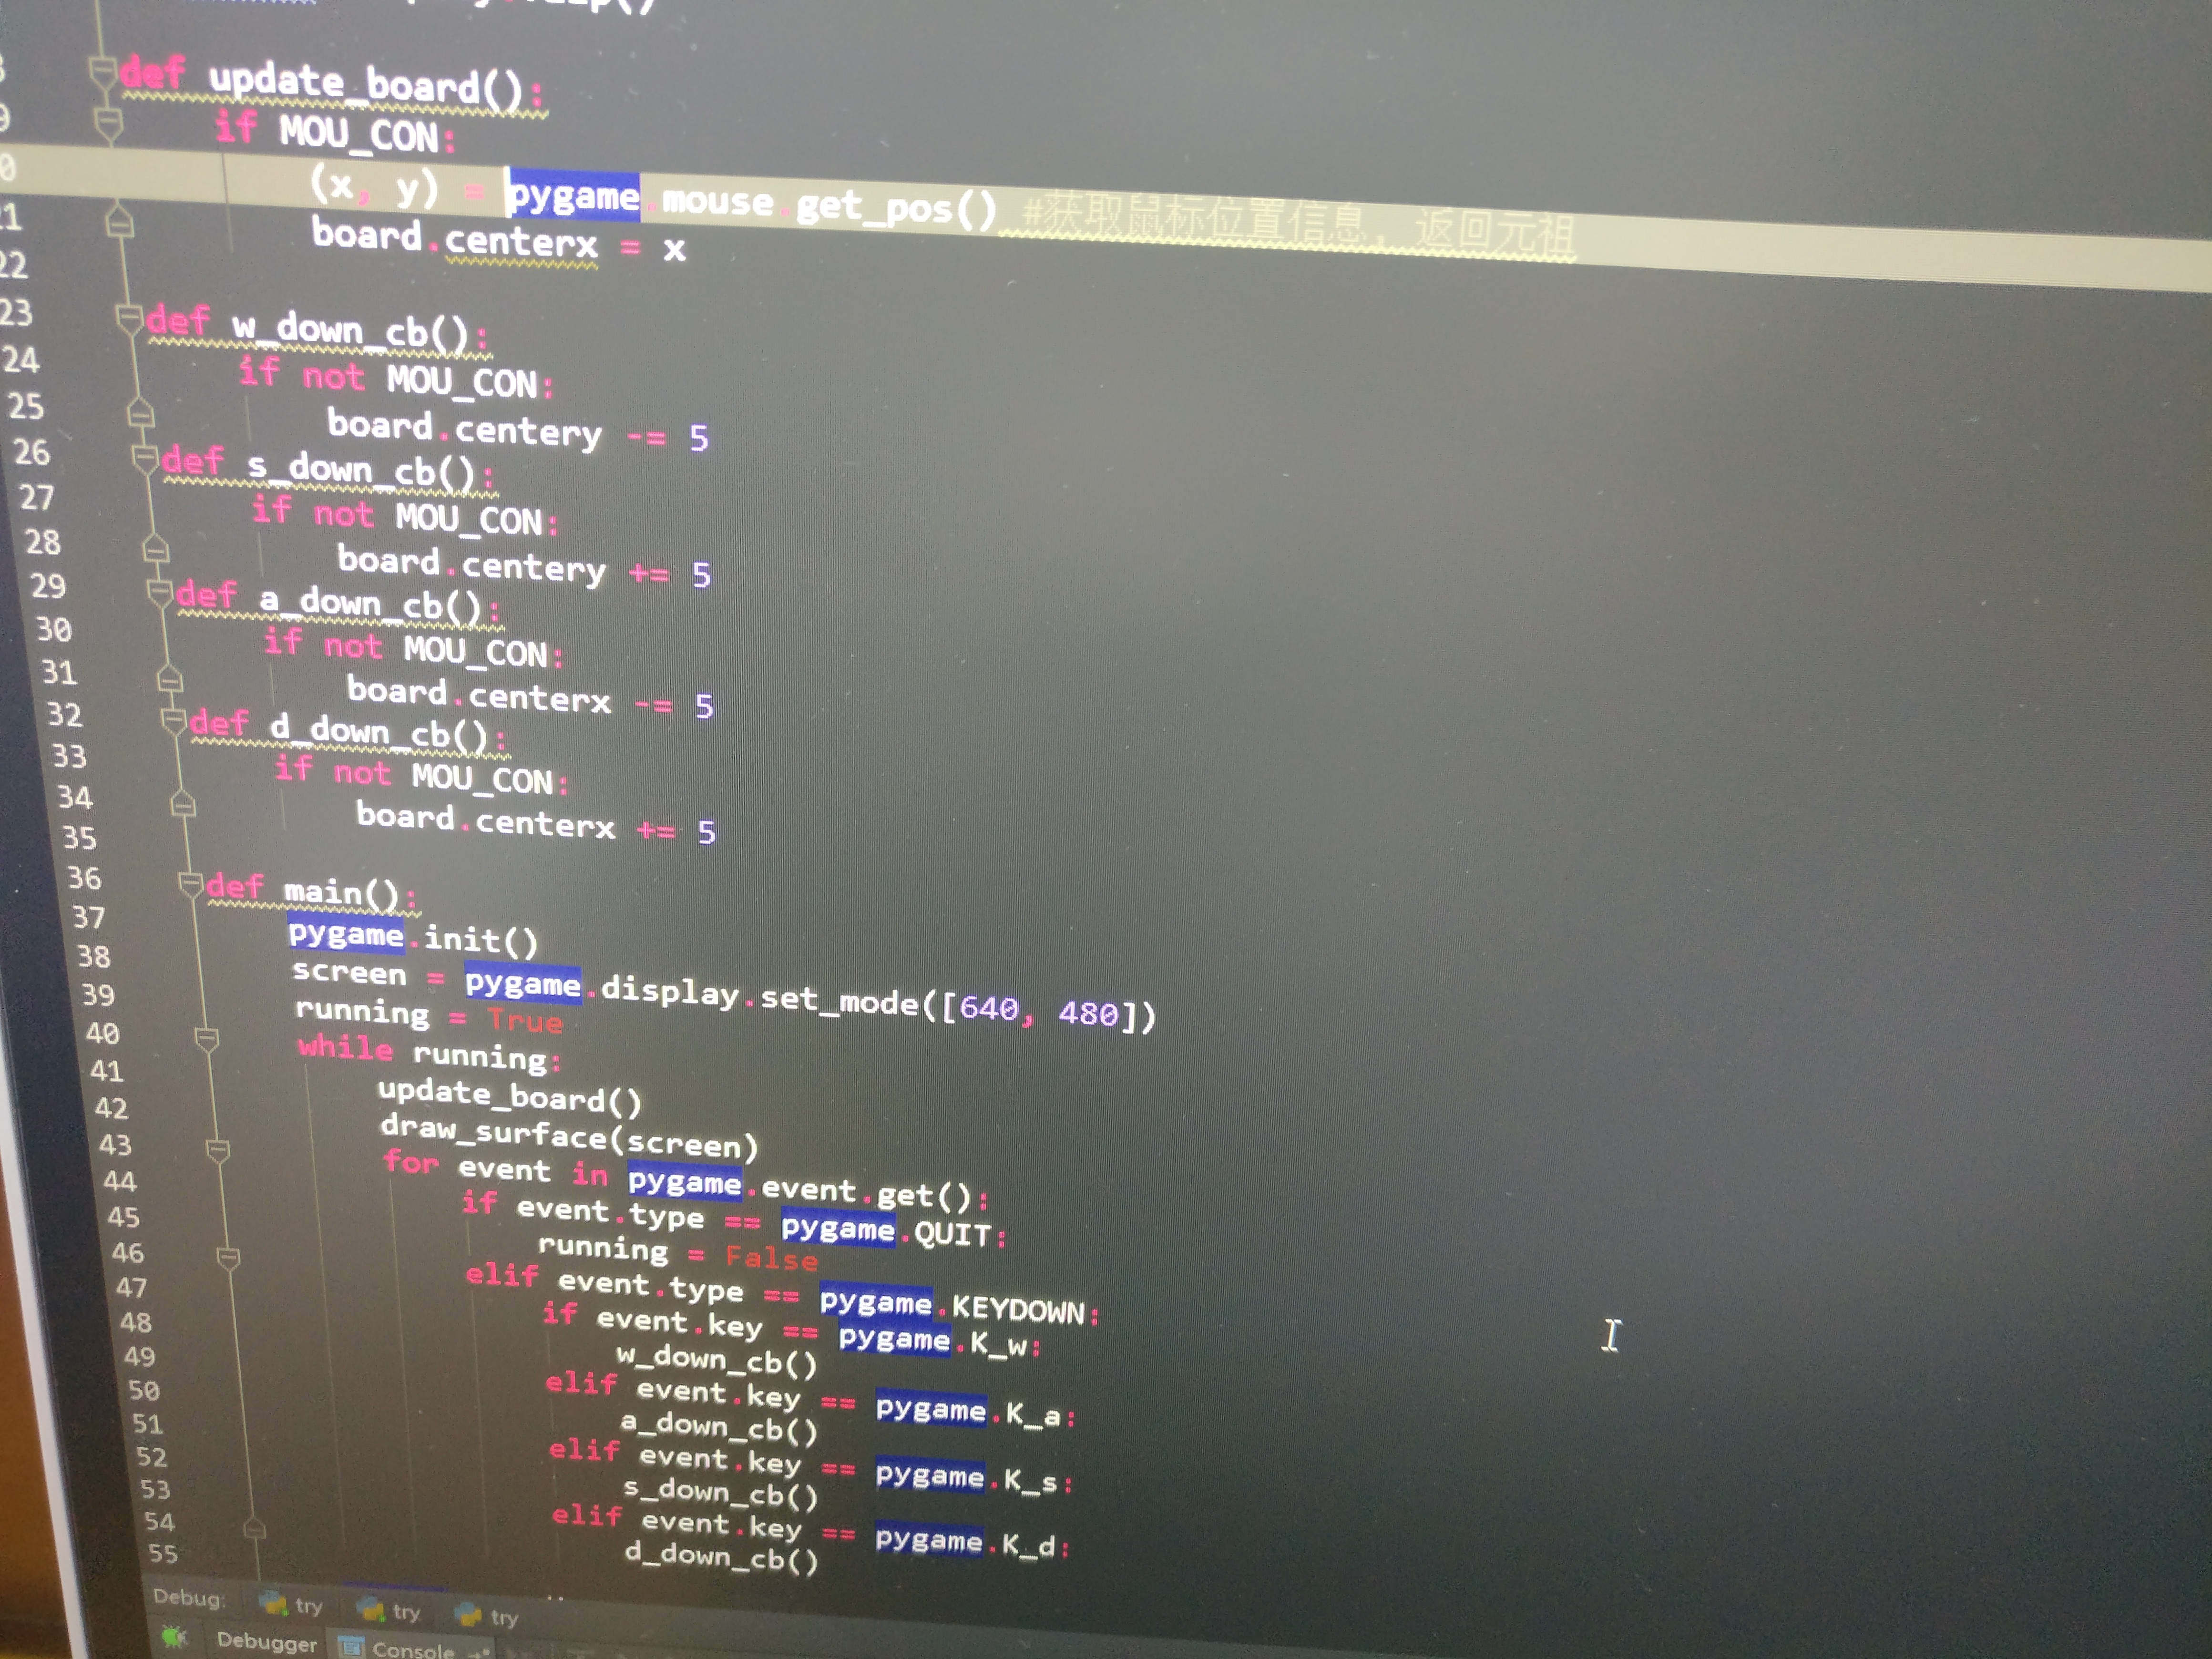 def update_board():
if MOU_CON:
(x, y) = pygame.mouse.get_pos() #获取鼠标位置信息, 返回元祖
21 board.centerx = x
22
23 def w_down_cb():
24 if not MOU_CON:
25 board.centery -= 5
26 def s_down_cb():
27 if not MOU_CON:
28 board.centery += 5
29 def a_down_cb():
30 if not MOU_CON:
31 board.centerx -= 5
32 def d_down_cb():
33 if not MOU_CON:
34 board.centerx += 5
35
36 def main():
37 pygame.init()
38 screen = pygame.display.set_mode([640, 480])
39 running = True
40 while running:
41 update_board()
42 draw_surface(screen)
43 for event in pygame.event.get():
44 if event.type == pygame.QUIT:
45 running = False
46 elif event.type == pygame.KEYDOWN:
47 if event.key == pygame.K_w:
48 w_down_cb()
49 elif event.key == pygame.K_a:
50 a_down_cb()
51 elif event.key == pygame.K_s:
52 s_down_cb()
53 elif event.key == pygame.K_d:
54 d_down_cb()
55
Debug: try try try
Debugger Console